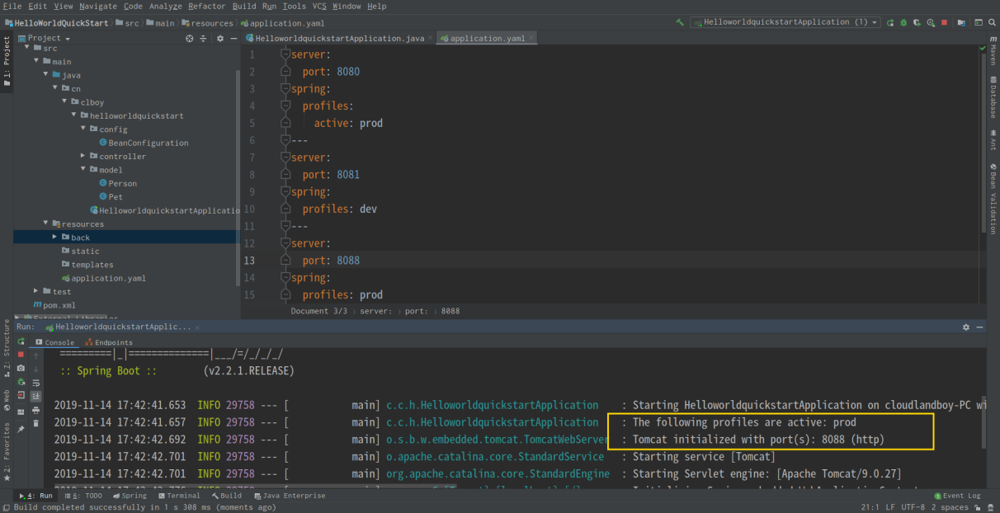 File Edit View Navigate Code Analyze Refactor Build Run Tools VCS Window Help
HelloWorldQuickStart src main resources application.yaml
HelloworldquickstartApplication (1)
Project
HelloworldquickstartApplication.java
application.yaml
1: Project
src
main
java
cn
clboy
helloworldquickstart
config
BeanConfiguration
controller
model
Person
Pet
HelloworldquickstartApplicatio
resources
back
static
templates
application.yaml
test
pom.xml
External Libraries
1 server:
2 port: 8080
3 spring:
4 profiles:
5 active: prod
6 ---
7 server:
8 port: 8081
9 spring:
10 profiles: dev
11 ---
12 server:
13 port: 8088
14 spring:
15 profiles: prod
Document 3/3 › server: › port: › 8088
Maven
Database
Ant
Bean Validation
Run: HelloworldquickstartApplic...
Console Endpoints
=========|_|==============|___/=/_/_/_/
:: Spring Boot :: (v2.2.1.RELEASE)
2019-11-14 17:42:41.653 INFO 29758 --- [ main] c.c.h.HelloworldquickstartApplication : Starting HelloworldquickstartApplication on cloudlandboy-PC wi
2019-11-14 17:42:41.657 INFO 29758 --- [ main] c.c.h.HelloworldquickstartApplication : The following profiles are active: prod
2019-11-14 17:42:42.692 INFO 29758 --- [ main] o.s.b.w.embedded.tomcat.TomcatWebServer : Tomcat initialized with port(s): 8088 (http)
2019-11-14 17:42:42.701 INFO 29758 --- [ main] o.apache.catalina.core.StandardService : Starting service [Tomcat]
2019-11-14 17:42:42.701 INFO 29758 --- [ main] org.apache.catalina.core.StandardEngine : Starting Servlet engine: [Apache Tomcat/9.0.27]
Z: Structure
Web
2: Favorites
4: Run 6: TODO Spring Terminal Build Java Enterprise
Event Log
Build completed successfully in 1 s 308 ms (moments ago)
21:1 LF UTF-8 2 spaces